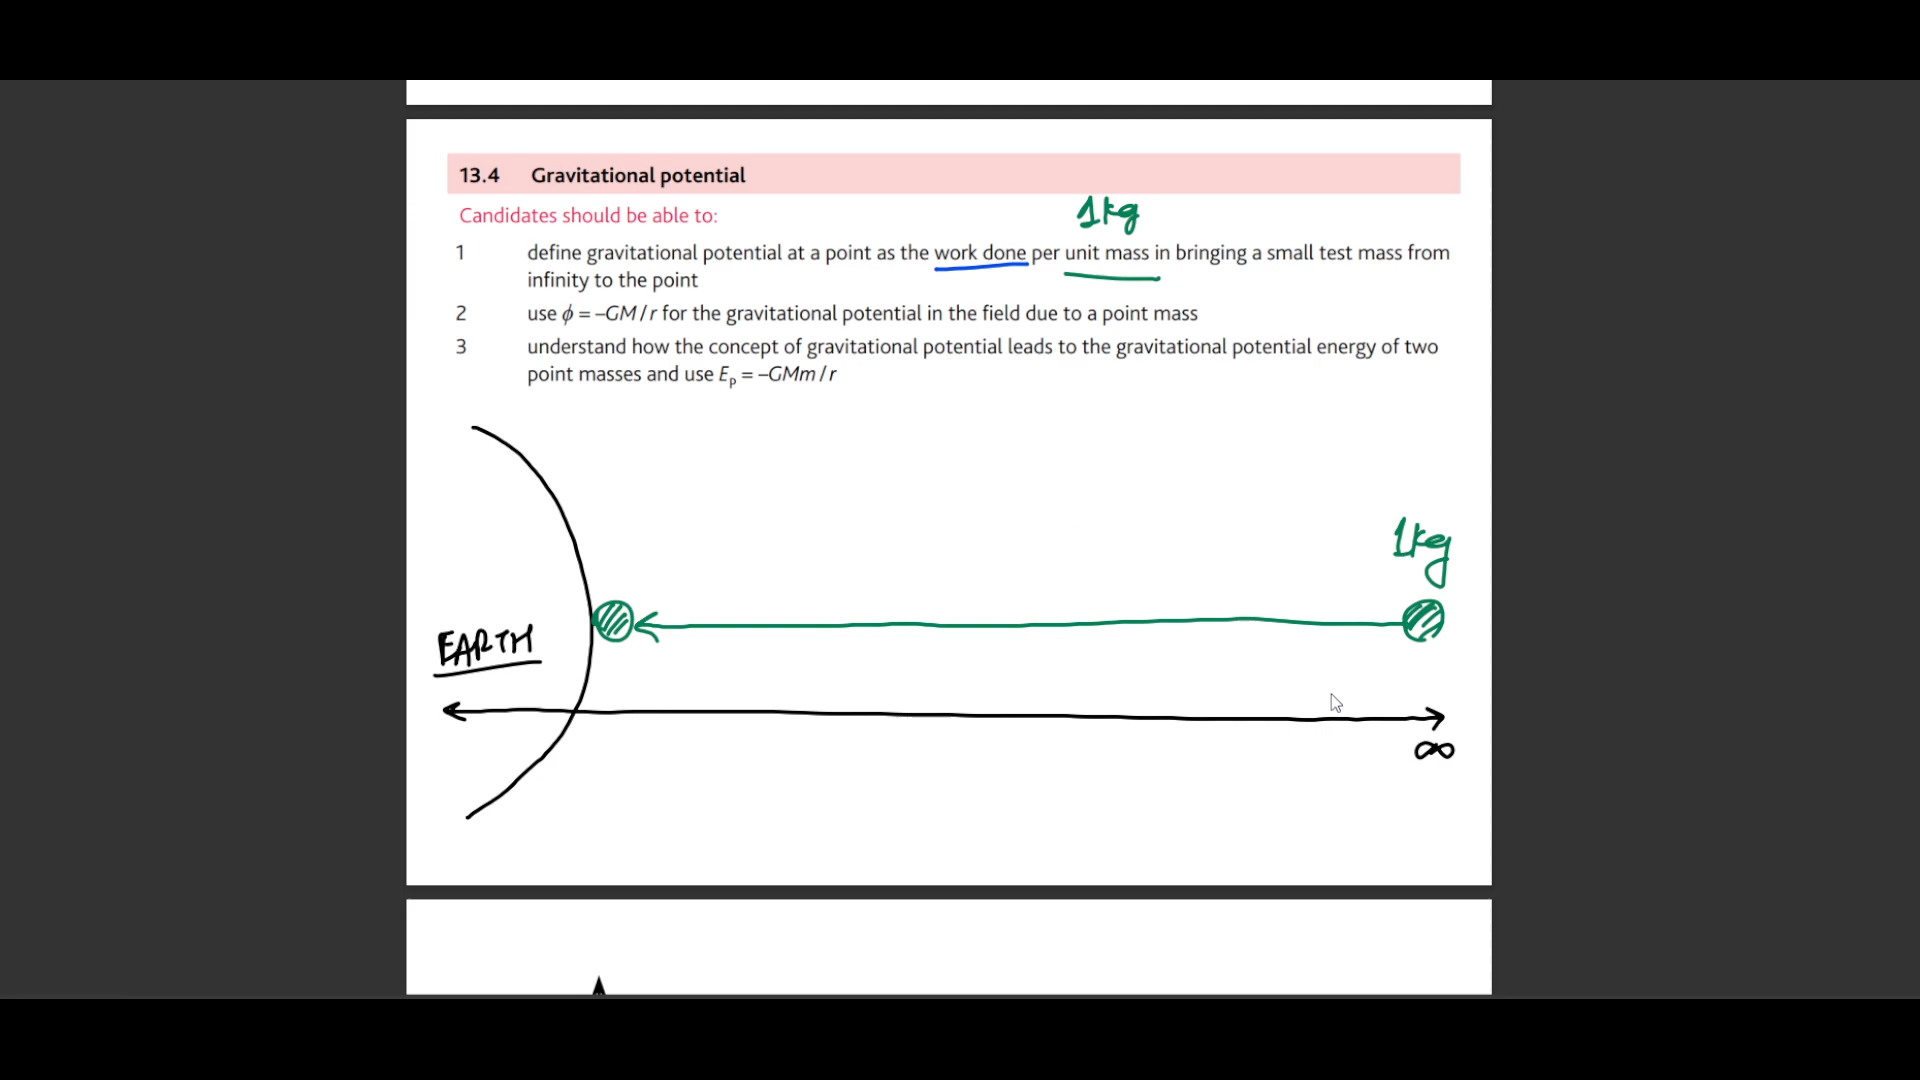 13.4 Gravitational potential
Candidates should be able to:
1kg
1 define gravitational potential at a point as the work done per unit mass in bringing a small test mass from
infinity to the point
2 use ϕ = –GM / r for the gravitational potential in the field due to a point mass
3 understand how the concept of gravitational potential leads to the gravitational potential energy of two
point masses and use Eₚ = –GMm / r
1kg
EARTH
∞